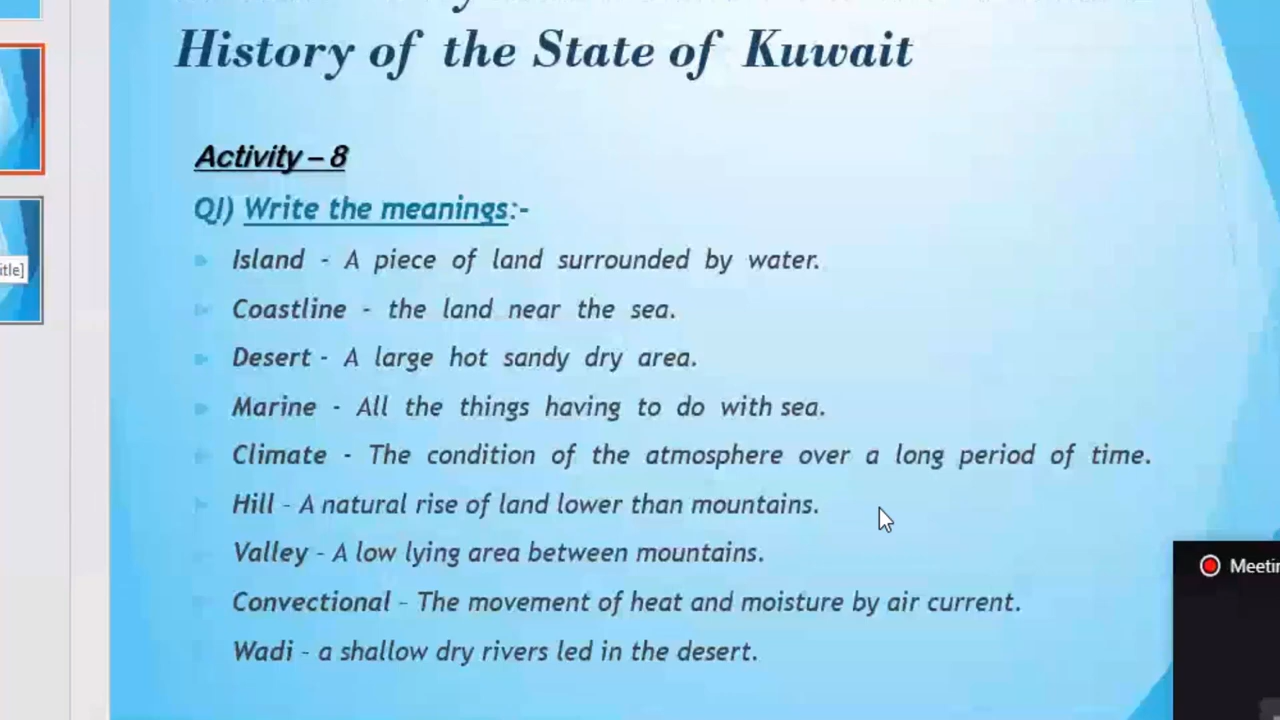 History of the State of Kuwait
Activity – 8
QI) Write the meanings:-
Island - A piece of land surrounded by water.
Coastline - the land near the sea.
Desert - A large hot sandy dry area.
Marine - All the things having to do with sea.
Climate - The condition of the atmosphere over a long period of time.
Hill – A natural rise of land lower than mountains.
itle]
Valley – A low lying area between mountains.
Meetin
Convectional – The movement of heat and moisture by air current.
Wadi – a shallow dry rivers led in the desert.